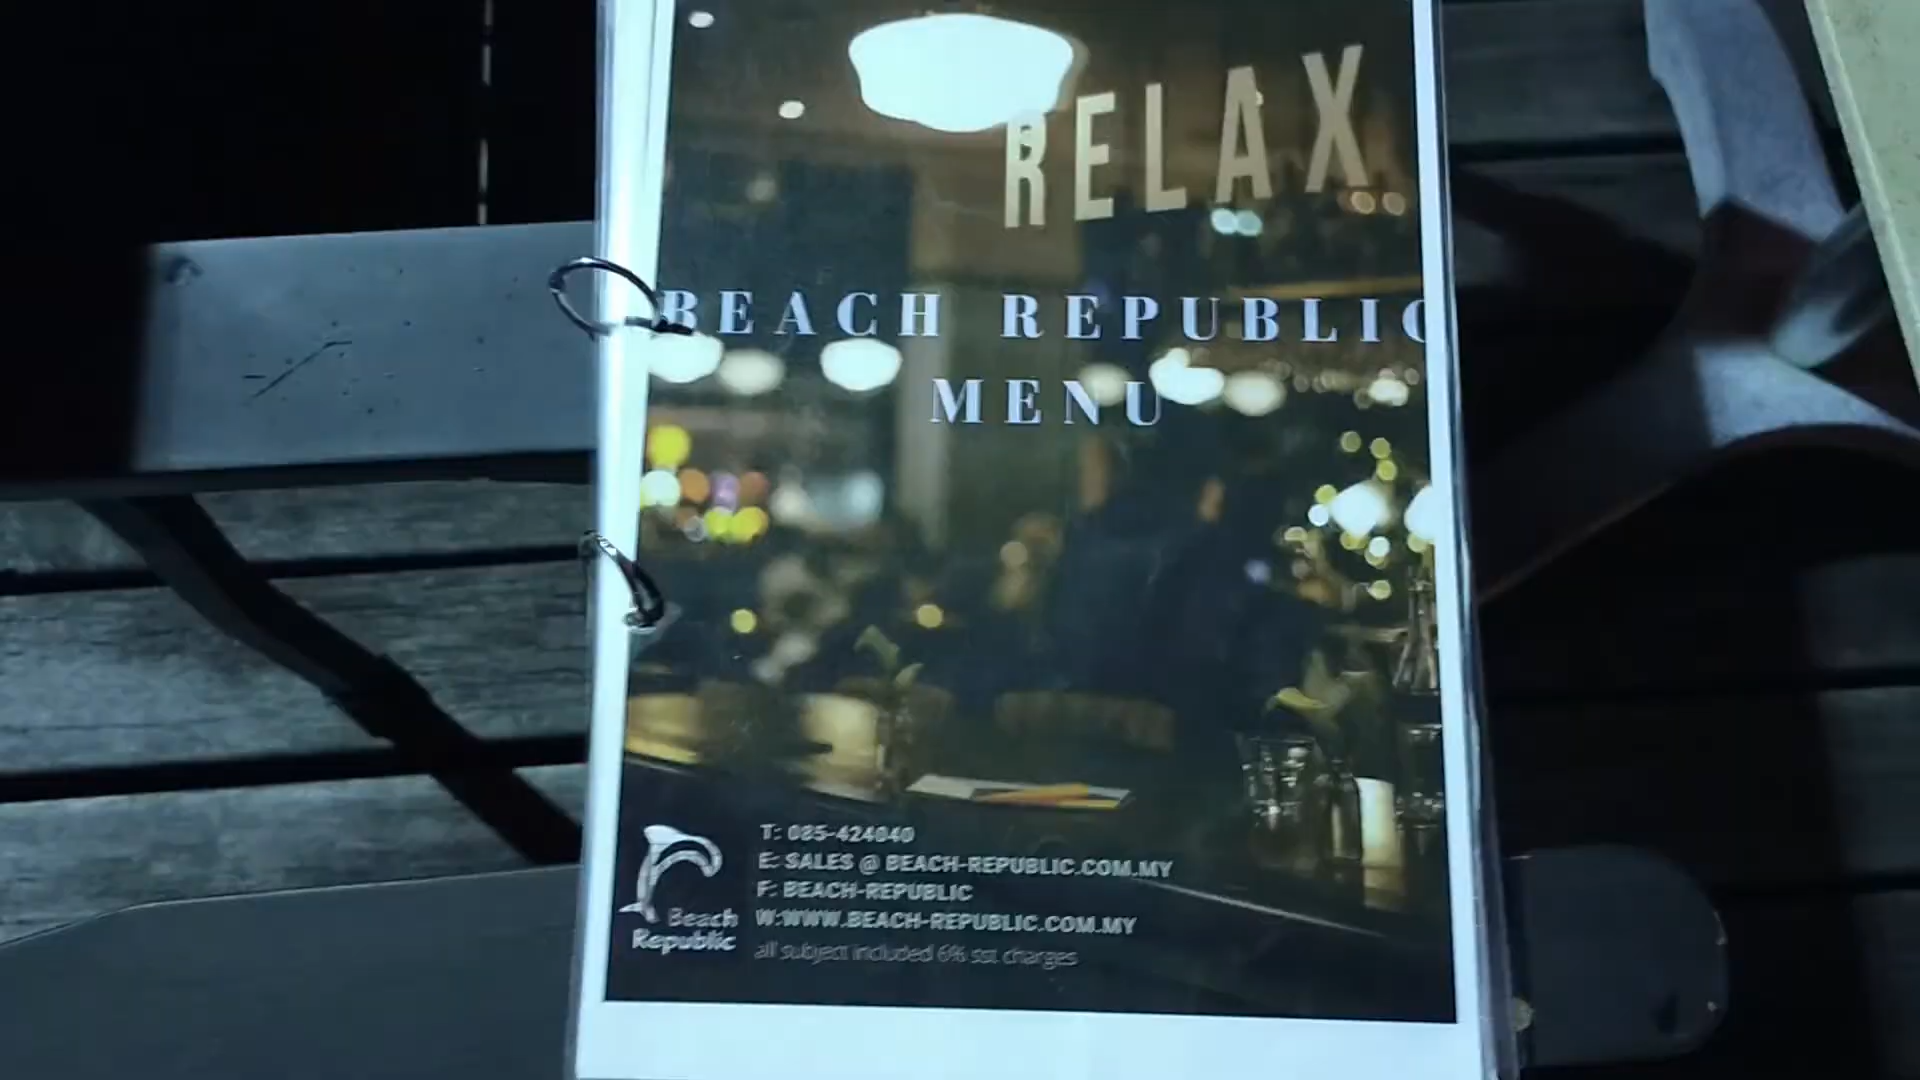 RELAX
BEACH REPUBLIC
MENU
T: 085-424040
E: SALES @ BEACH-REPUBLIC.COM.MY
F: BEACH-REPUBLIC
W:WWW.BEACH-REPUBLIC.COM.MY
all subject included 6% sst charges
Beach
Republic